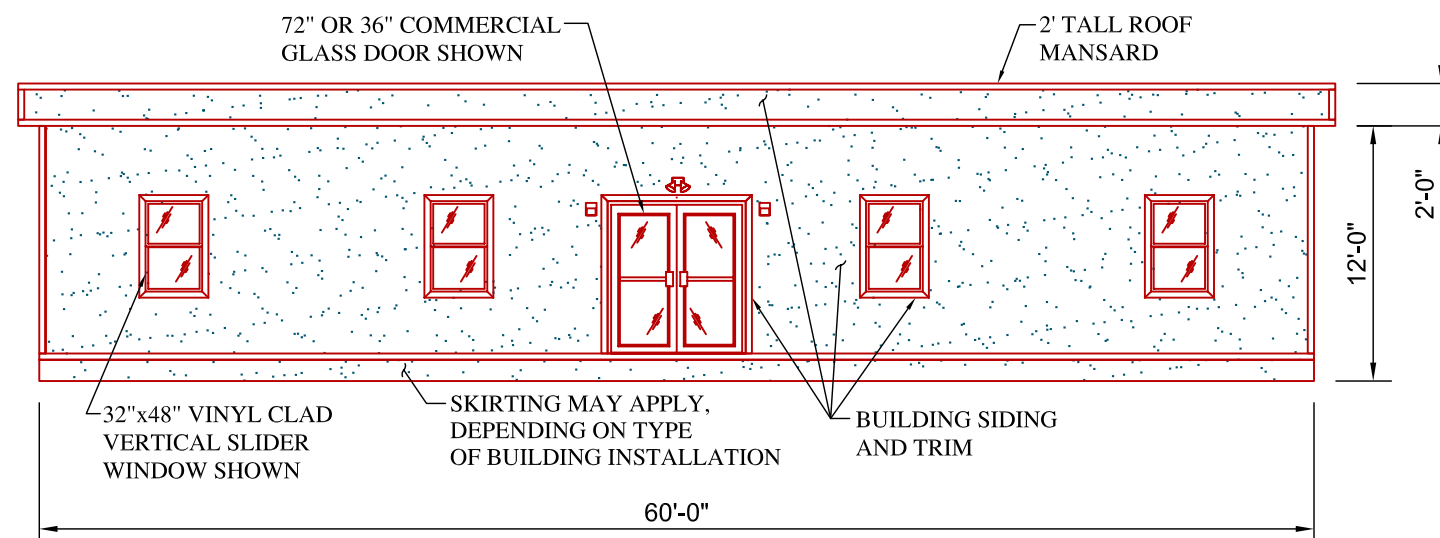 72" OR 36" COMMERCIAL
GLASS DOOR SHOWN
2' TALL ROOF
MANSARD
2'-0"
12'-0"
32"x48" VINYL CLAD
VERTICAL SLIDER
WINDOW SHOWN
SKIRTING MAY APPLY,
DEPENDING ON TYPE
OF BUILDING INSTALLATION
BUILDING SIDING
AND TRIM
60'-0"